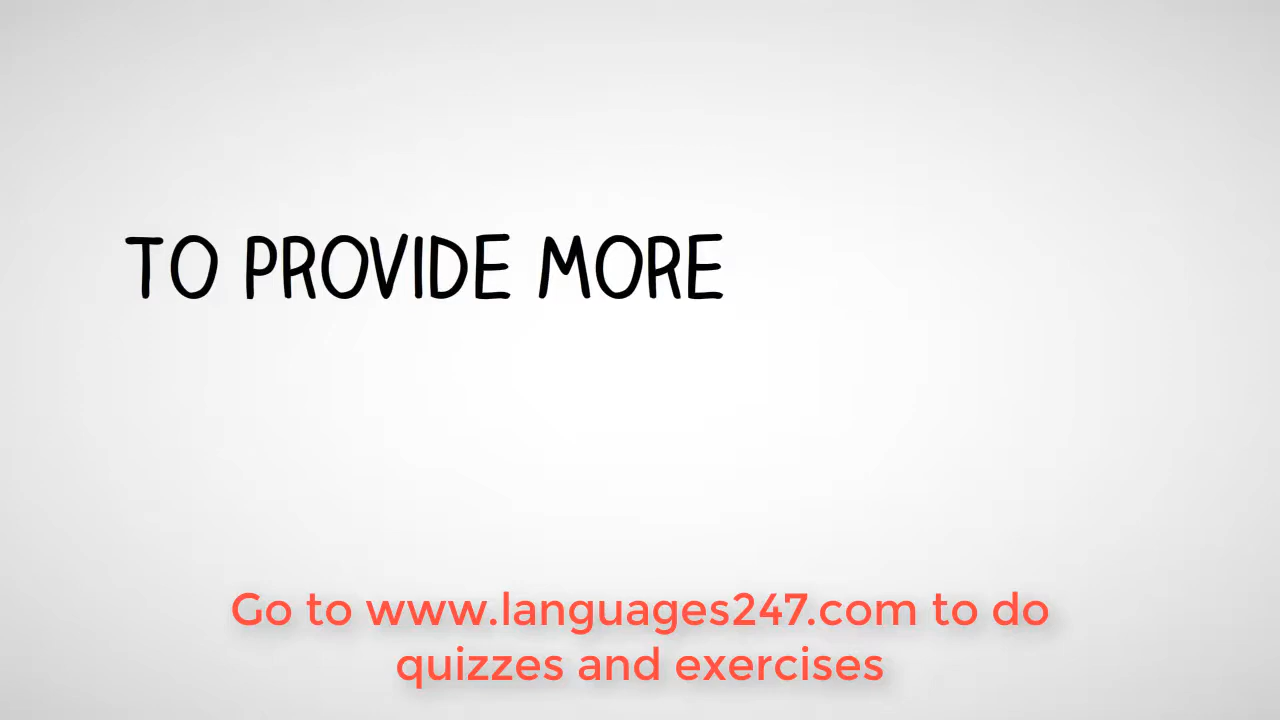 TO PROVIDE MORE
Go to www.languages247.com to do
quizzes and exercises